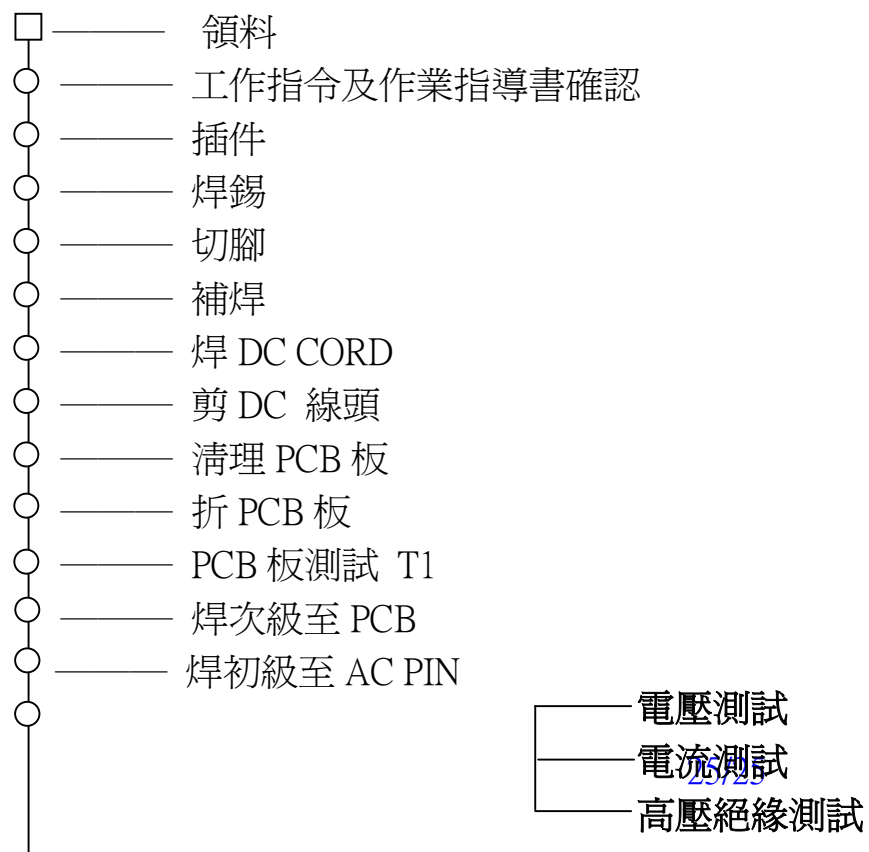 領料
工作指令及作業指導書確認
插件
焊錫
切腳
補焊
焊 DC CORD
剪 DC 線頭
清理 PCB 板
折 PCB 板
PCB 板測試 T1
焊次級至 PCB
焊初級至 AC PIN
電壓測試
電流測試
25/25
高壓絕緣測試